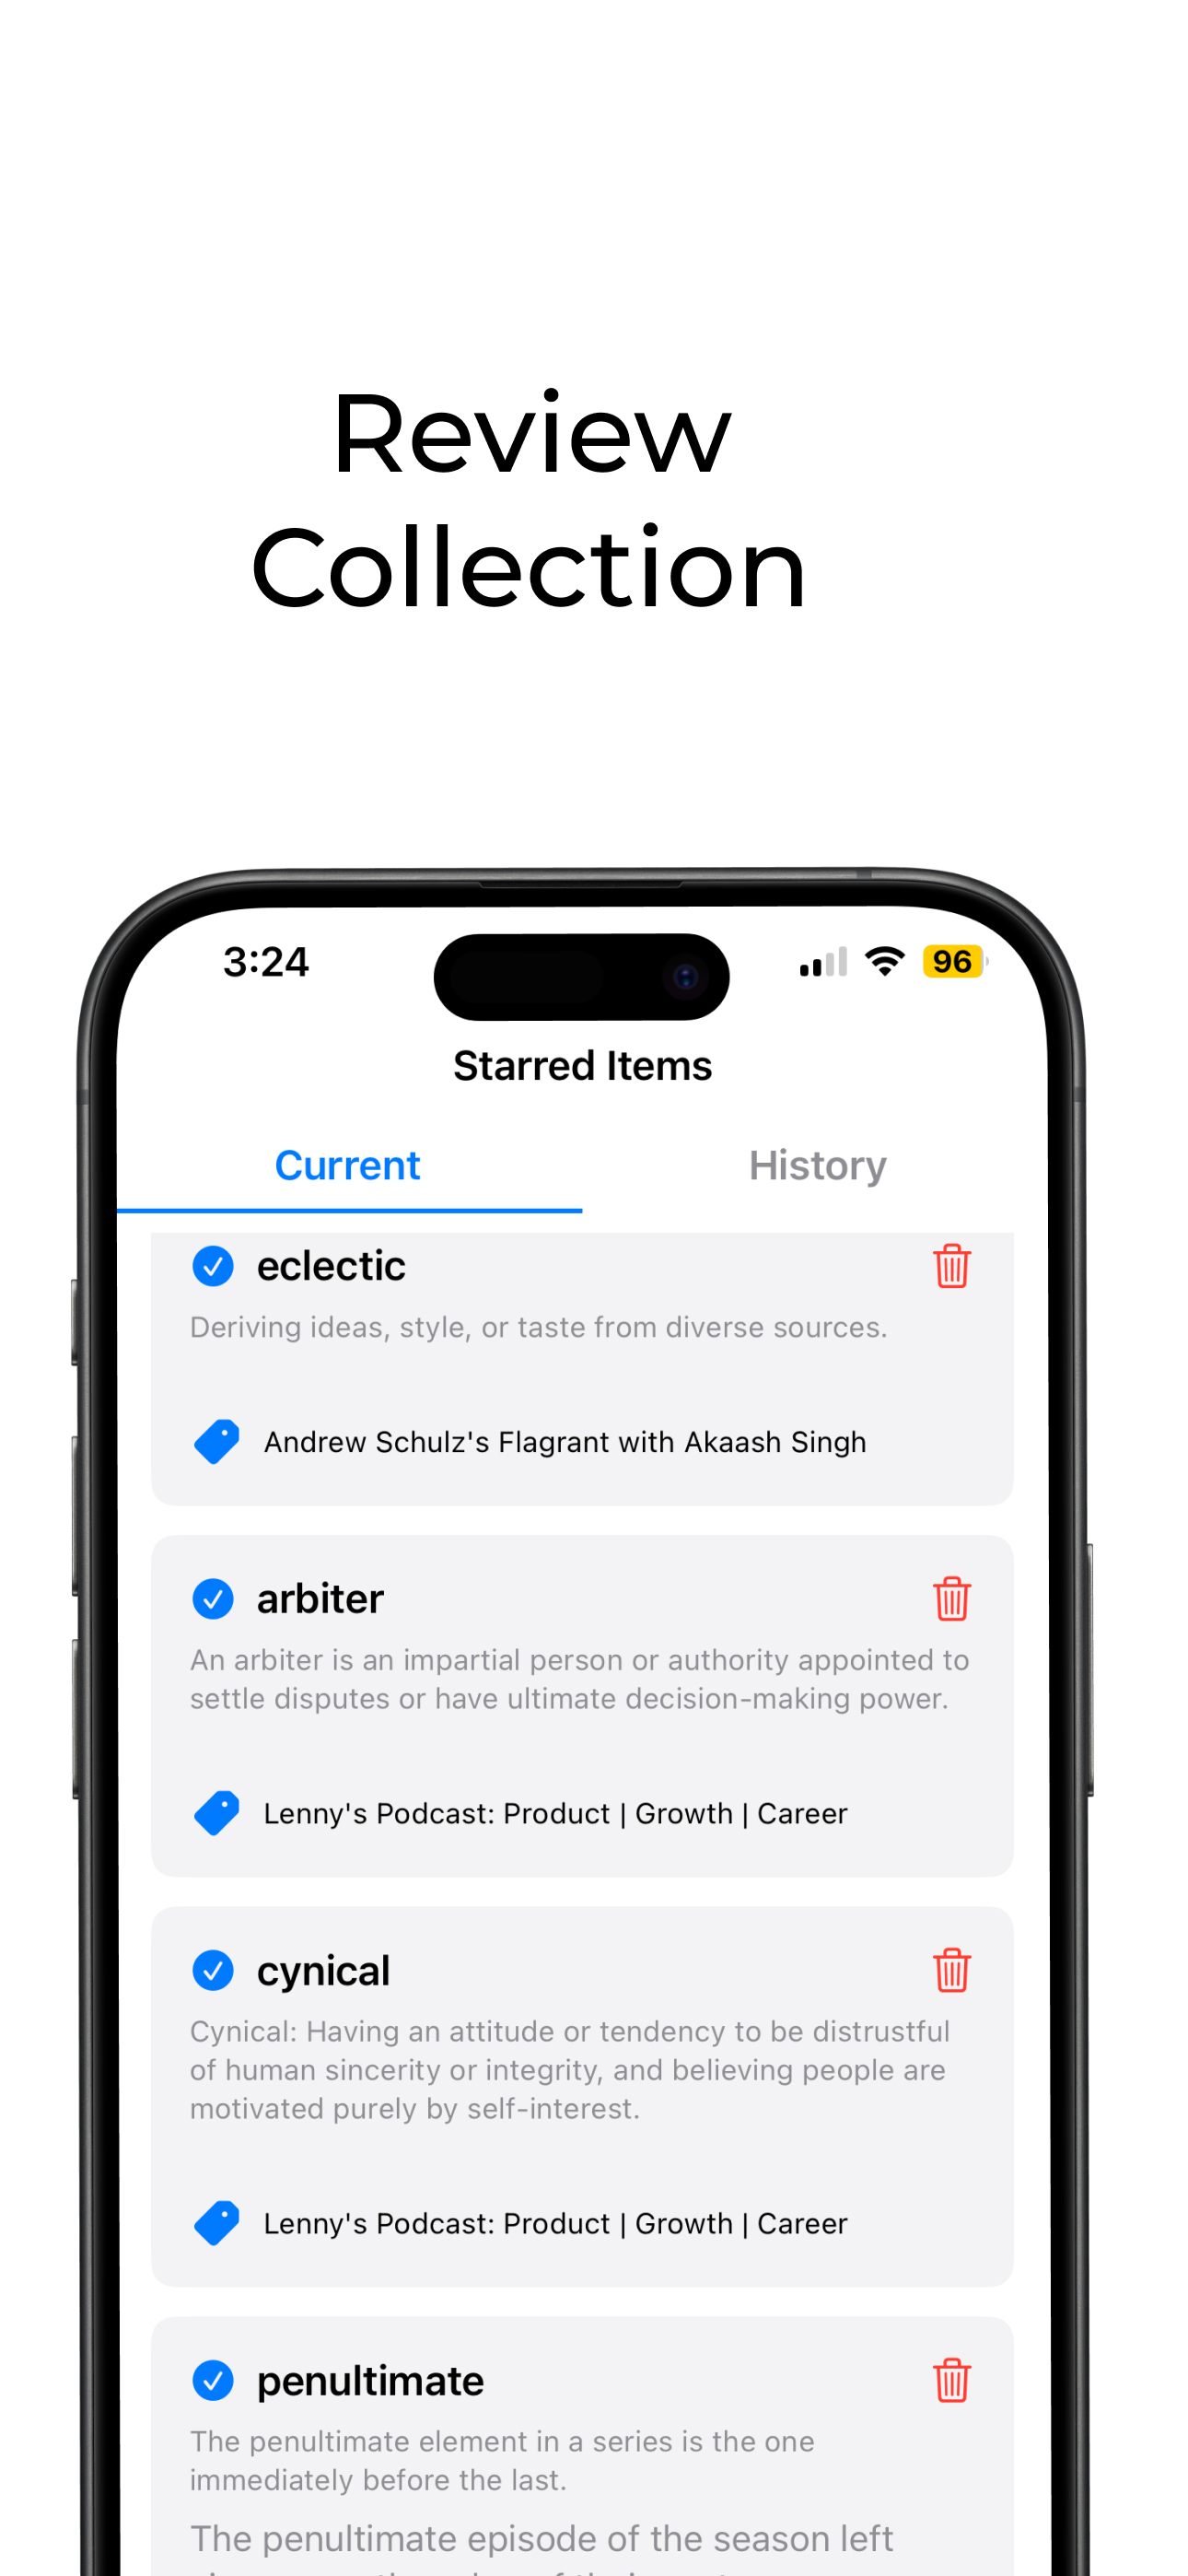 Review
Collection
3:24
96
Starred Items
Current
History
eclectic
Deriving ideas, style, or taste from diverse sources.
Andrew Schulz's Flagrant with Akaash Singh
arbiter
An arbiter is an impartial person or authority appointed to
settle disputes or have ultimate decision-making power.
Lenny's Podcast: Product | Growth | Career
cynical
Cynical: Having an attitude or tendency to be distrustful
of human sincerity or integrity, and believing people are
motivated purely by self-interest.
Lenny's Podcast: Product | Growth | Career
penultimate
The penultimate element in a series is the one
immediately before the last.
The penultimate episode of the season left